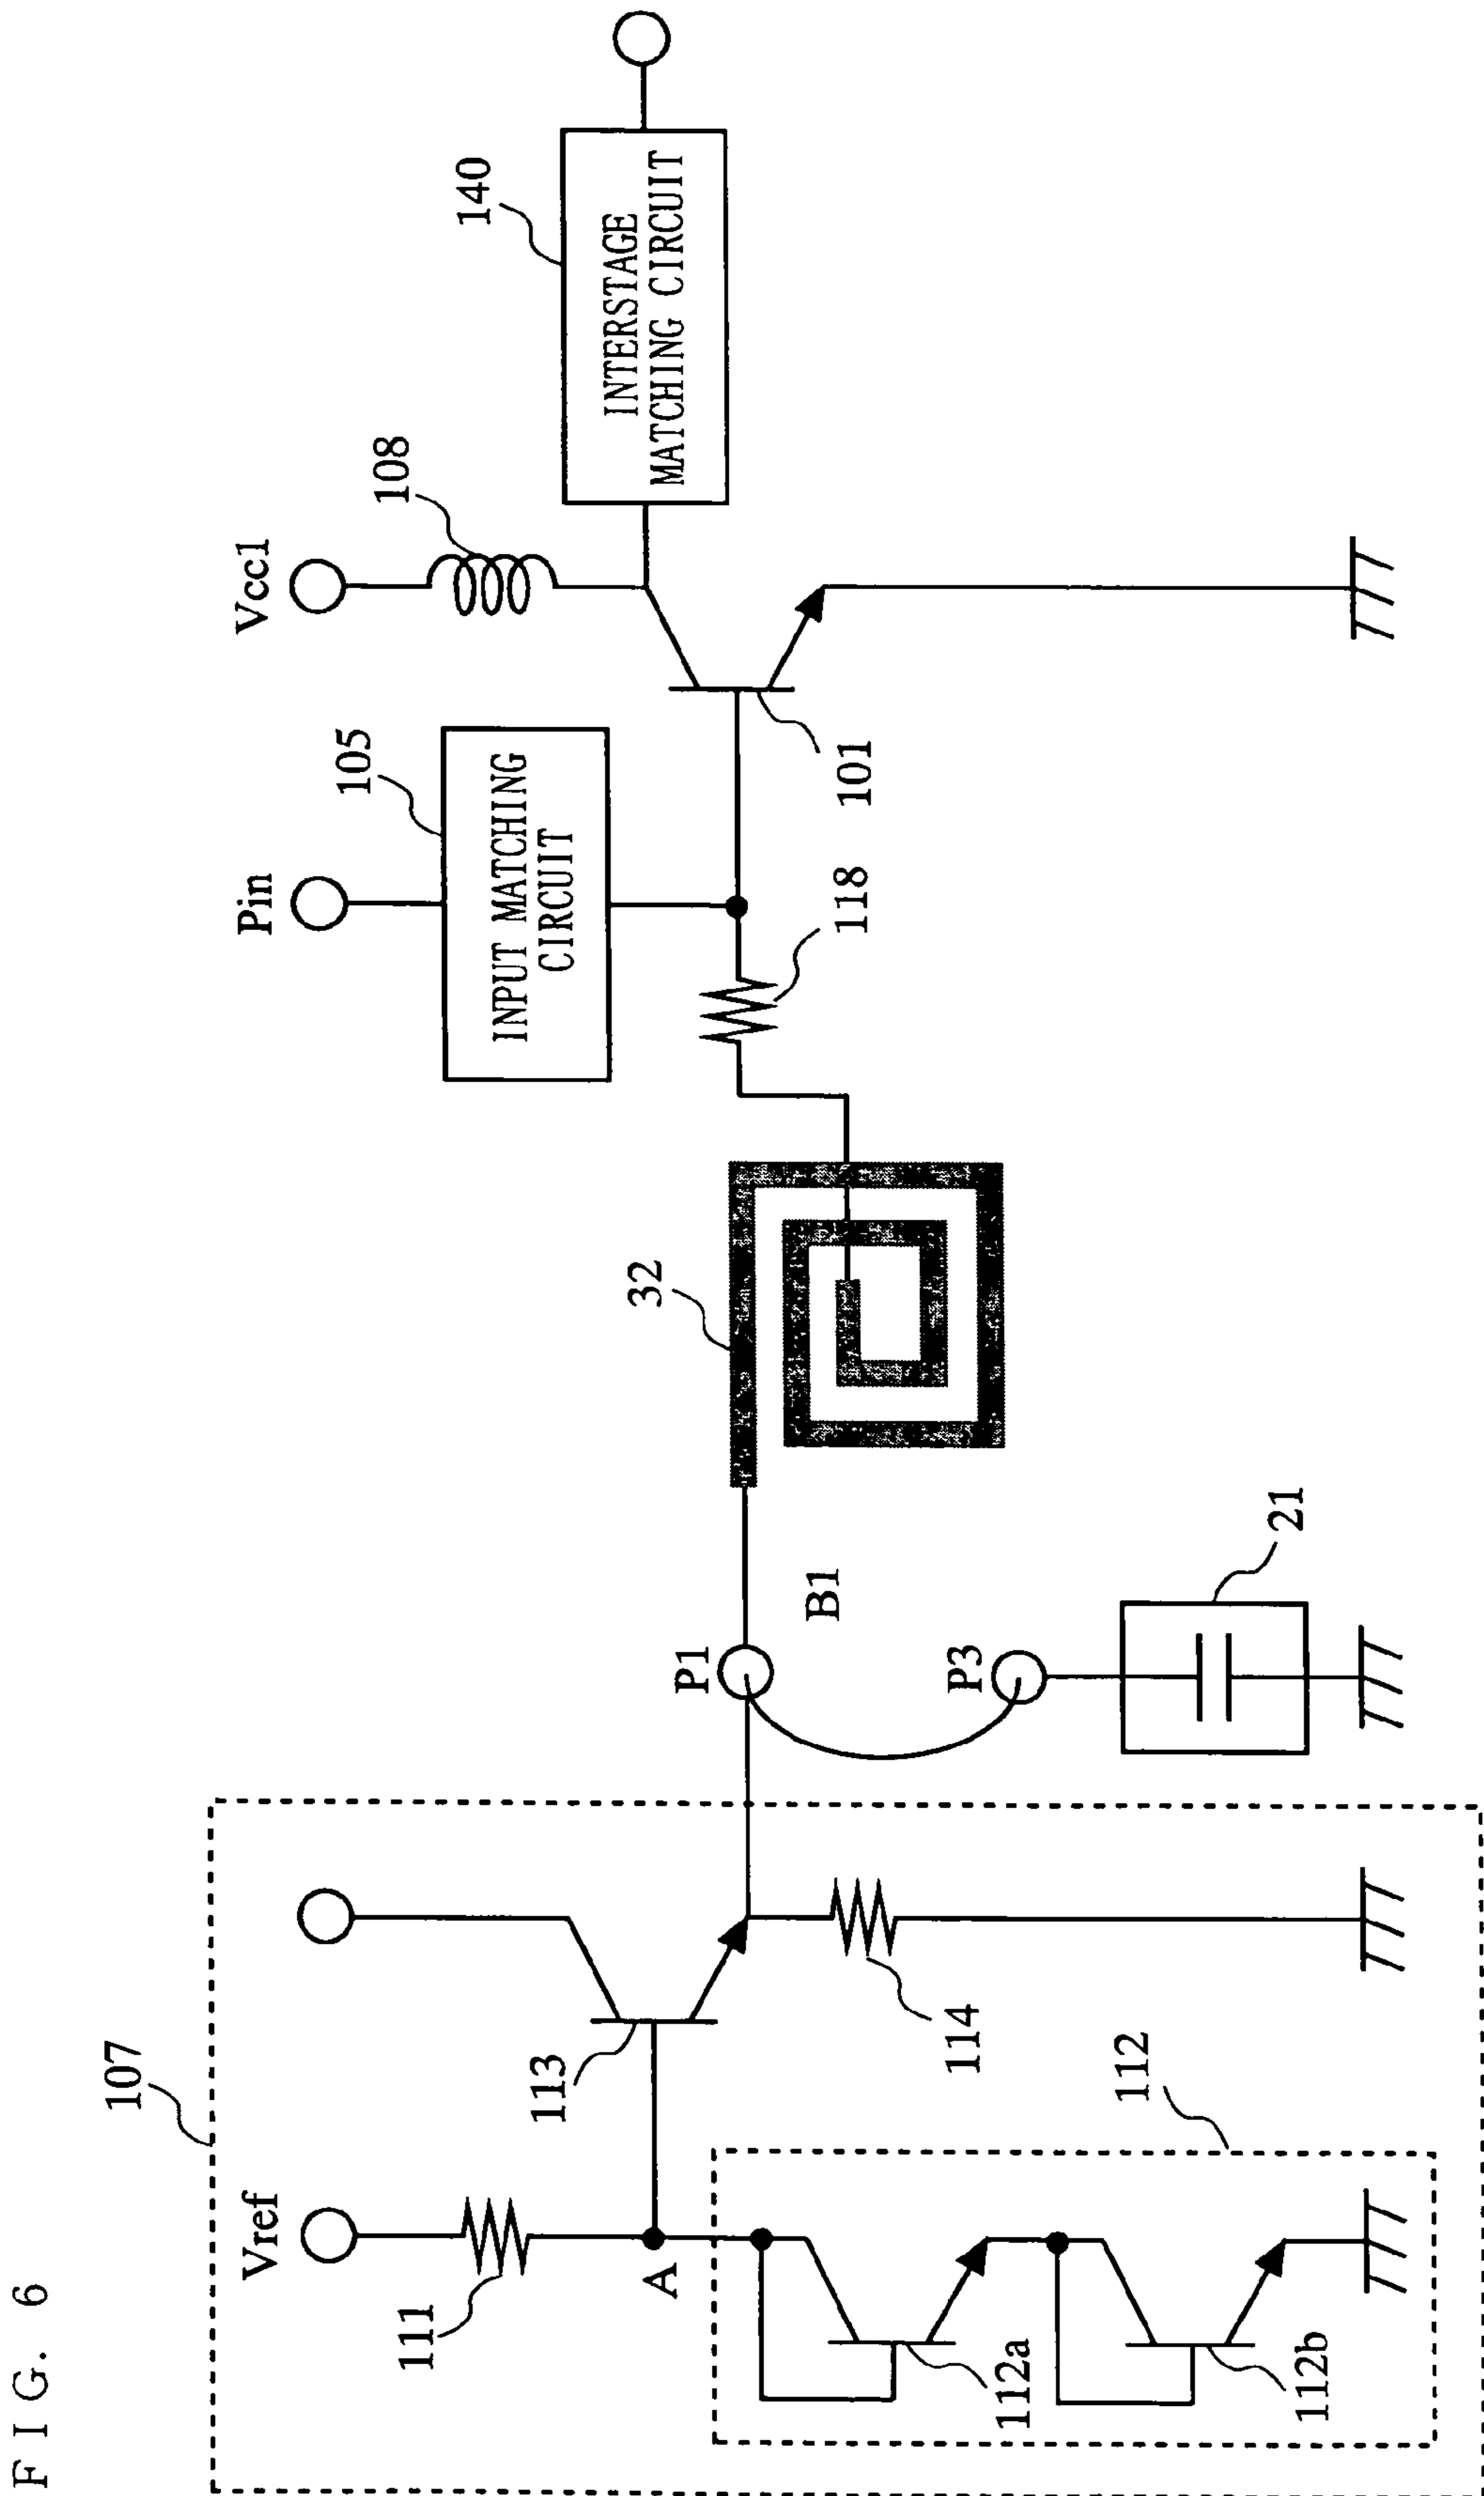 FIG. 6
107
Vref
111
A
113
114
112
112a
112b
P1
P3
B1
21
32
118
Pin
105
INPUT MATCHING
CIRCUIT
101
Vcc1
108
140
INTERSTAGE
MATCHING CIRCUIT